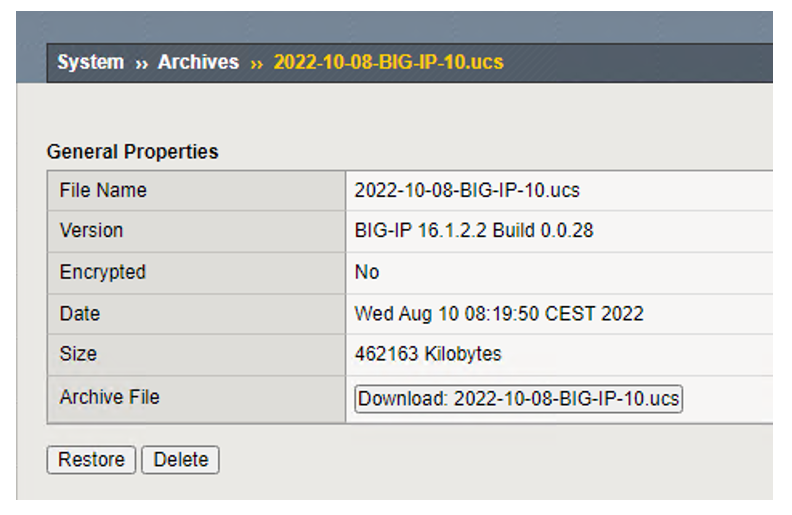 System ›› Archives ›› 2022-10-08-BIG-IP-10.ucs
General Properties
File Name 2022-10-08-BIG-IP-10.ucs
Version BIG-IP 16.1.2.2 Build 0.0.28
Encrypted No
Date Wed Aug 10 08:19:50 CEST 2022
Size 462163 Kilobytes
Archive File Download: 2022-10-08-BIG-IP-10.ucs
Restore Delete